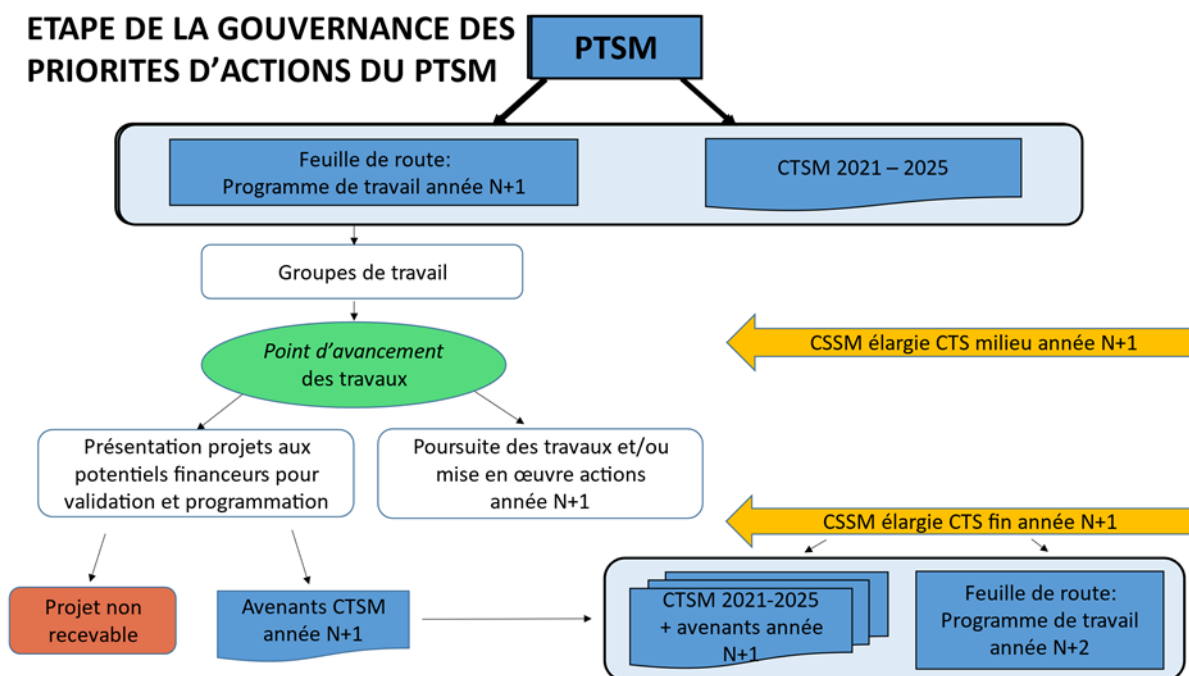 ETAPE DE LA GOUVERNANCE DES
PRIORITES D'ACTIONS DU PTSM
PTSM
Feuille de route:
Programme de travail année N+1
CTSM 2021 – 2025
Groupes de travail
CSSM élargie CTS milieu année N+1
Point d'avancement
des travaux
Présentation projets aux
potentiels financeurs pour
validation et programmation
Poursuite des travaux et/ou
mise en œuvre actions
année N+1
CSSM élargie CTS fin année N+1
Projet non
recevable
Avenants CTSM
année N+1
CTSM 2021-2025
+ avenants année
N+1
Feuille de route:
Programme de travail
année N+2